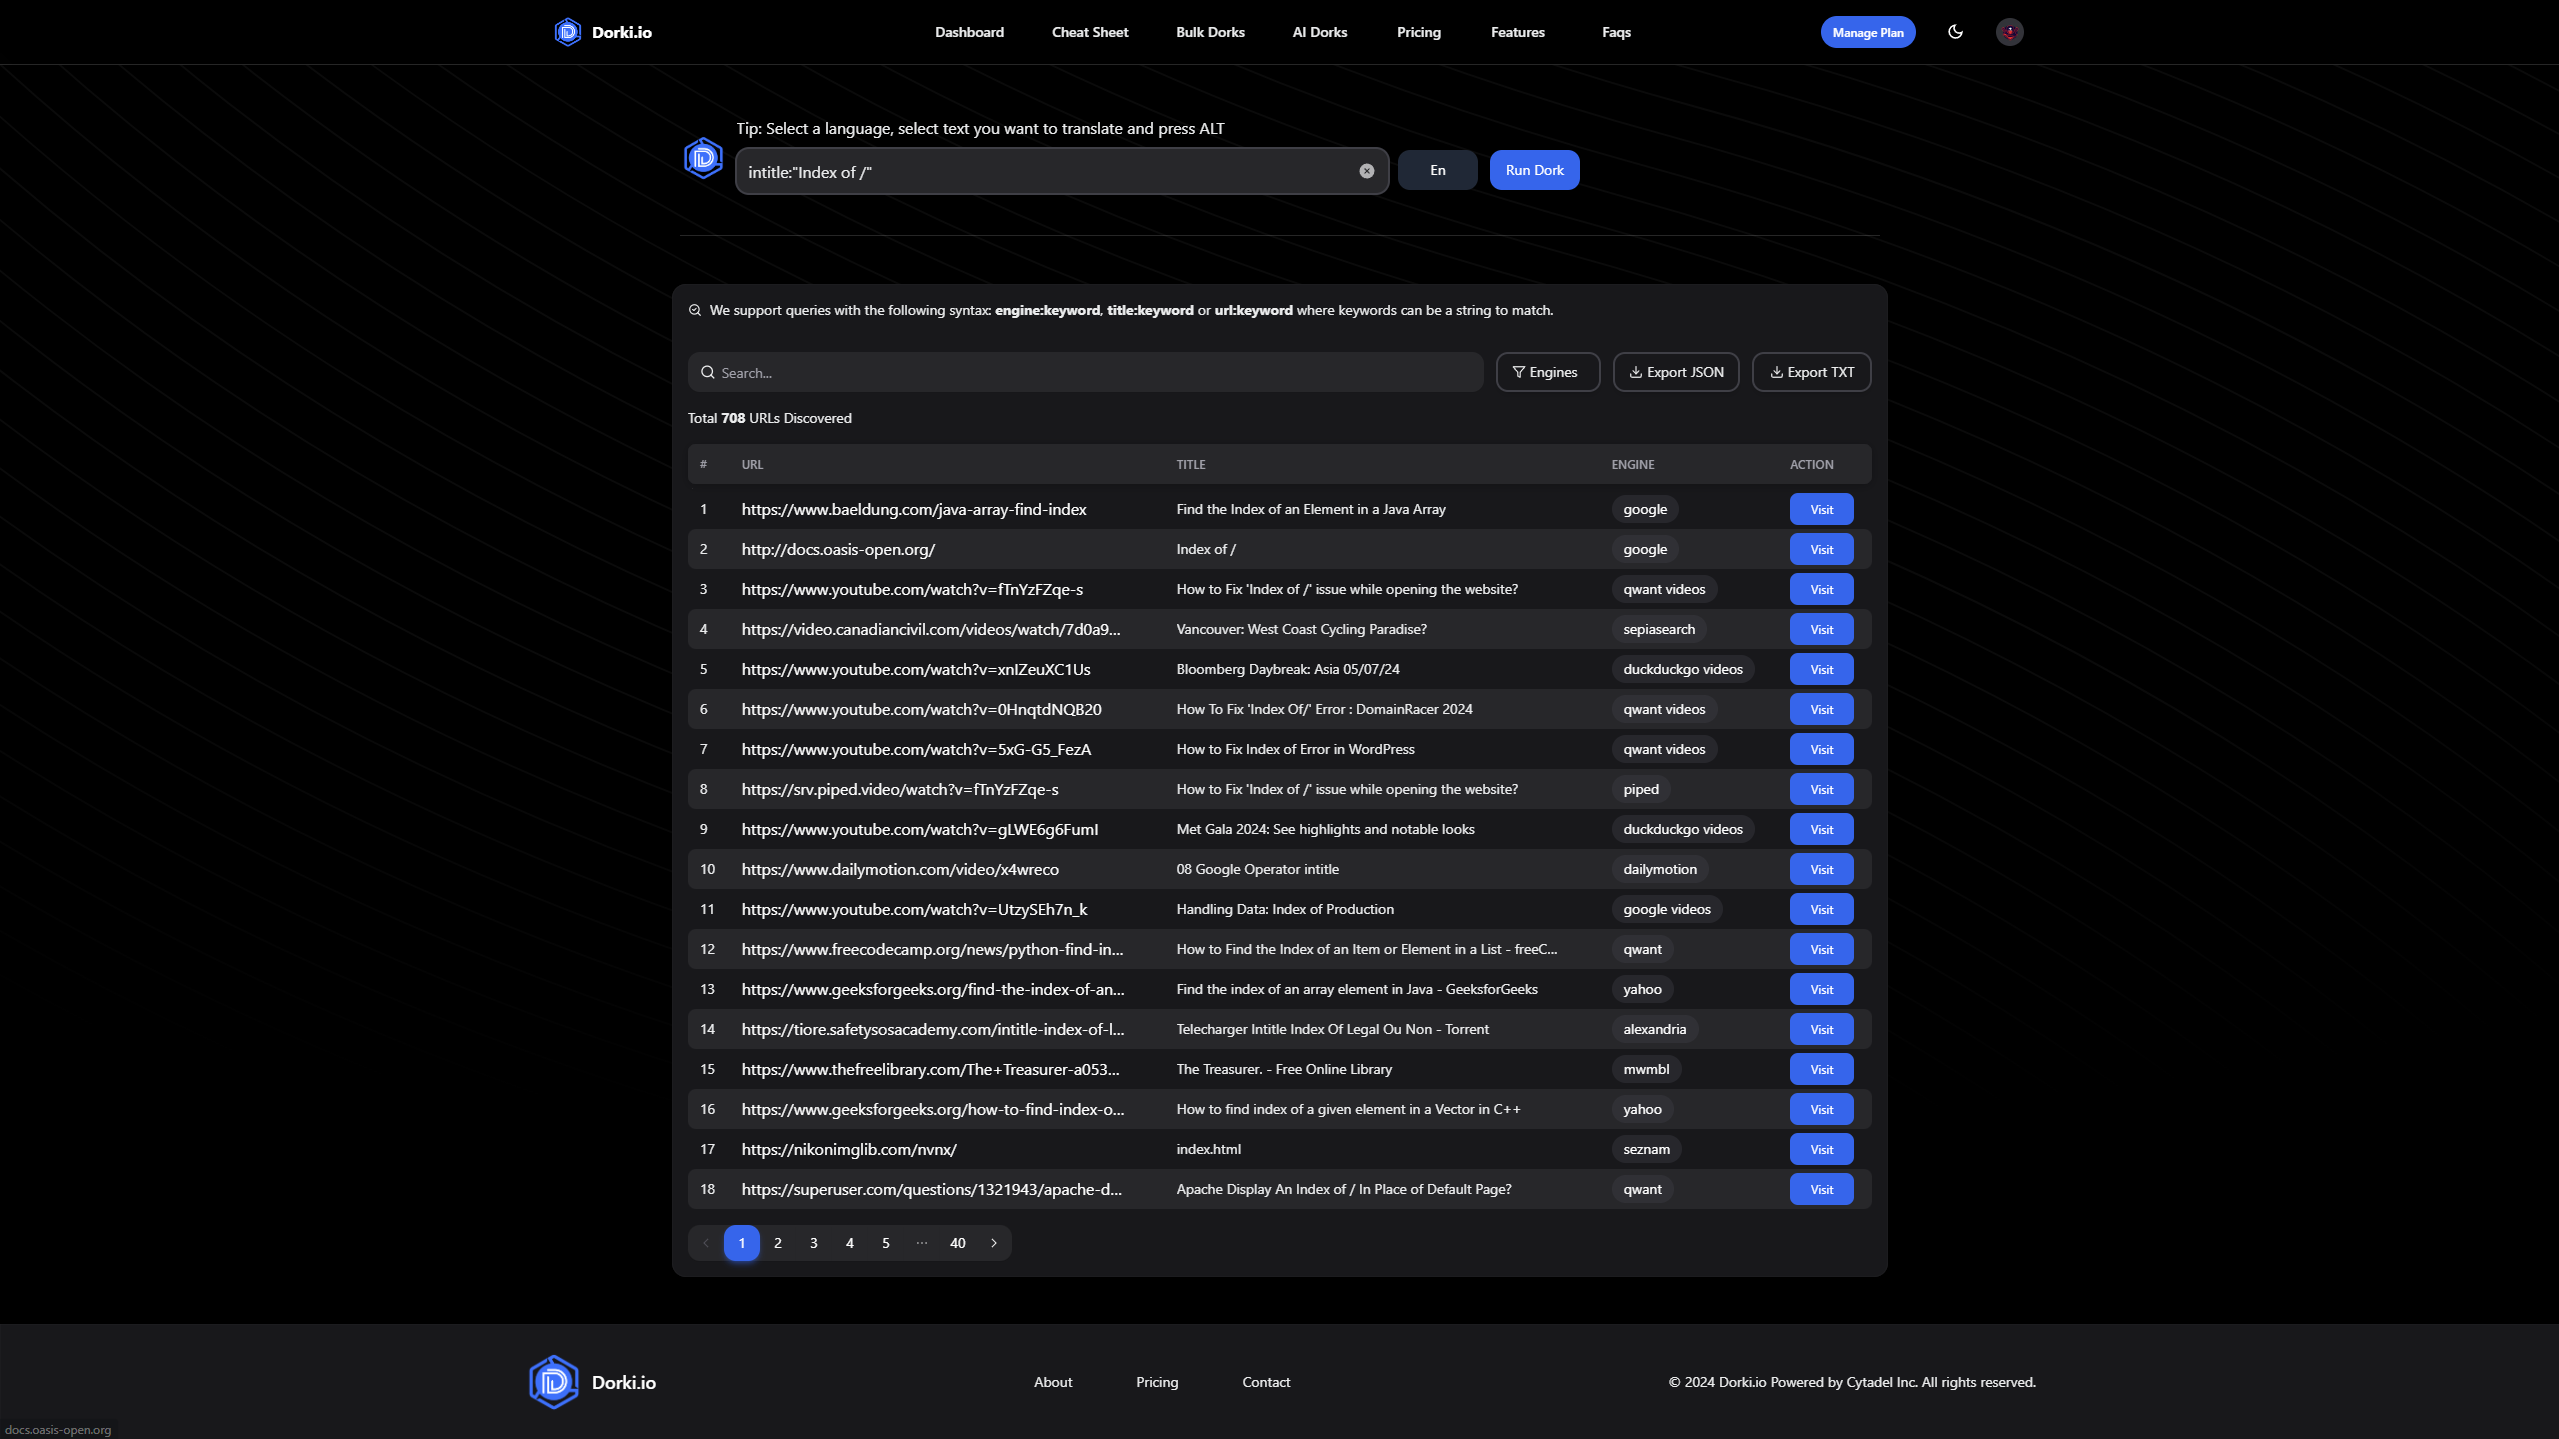 Dorki.io
Dashboard
Cheat Sheet
Bulk Dorks
AI Dorks
Pricing
Features
Faqs
Manage Plan
Tip: Select a language, select text you want to translate and press ALT
intitle:"Index of /"
En
Run Dork
We support queries with the following syntax: engine:keyword, title:keyword or url:keyword where keywords can be a string to match.
Search...
Engines
Export JSON
Export TXT
Total 708 URLs Discovered
# URL TITLE ENGINE ACTION
1 https://www.baeldung.com/java-array-find-index Find the Index of an Element in a Java Array google Visit
2 http://docs.oasis-open.org/ Index of / google Visit
3 https://www.youtube.com/watch?v=fTnYzFZqe-s How to Fix 'Index of /' issue while opening the website? qwant videos Visit
4 https://video.canadiancivil.com/videos/watch/7d0a9... Vancouver: West Coast Cycling Paradise? sepiasearch Visit
5 https://www.youtube.com/watch?v=xnIZeuXC1Us Bloomberg Daybreak: Asia 05/07/24 duckduckgo videos Visit
6 https://www.youtube.com/watch?v=0HnqtdNQB20 How To Fix 'Index Of/' Error : DomainRacer 2024 qwant videos Visit
7 https://www.youtube.com/watch?v=5xG-G5_FezA How to Fix Index of Error in WordPress qwant videos Visit
8 https://srv.piped.video/watch?v=fTnYzFZqe-s How to Fix 'Index of /' issue while opening the website? piped Visit
9 https://www.youtube.com/watch?v=gLWE6g6FumI Met Gala 2024: See highlights and notable looks duckduckgo videos Visit
10 https://www.dailymotion.com/video/x4wreco 08 Google Operator intitle dailymotion Visit
11 https://www.youtube.com/watch?v=UtzySEh7n_k Handling Data: Index of Production google videos Visit
12 https://www.freecodecamp.org/news/python-find-in... How to Find the Index of an Item or Element in a List - freeC... qwant Visit
13 https://www.geeksforgeeks.org/find-the-index-of-an... Find the index of an array element in Java - GeeksforGeeks yahoo Visit
14 https://tiore.safetysosacademy.com/intitle-index-of-l... Telecharger Intitle Index Of Legal Ou Non - Torrent alexandria Visit
15 https://www.thefreelibrary.com/The+Treasurer-a053... The Treasurer. - Free Online Library mwmbl Visit
16 https://www.geeksforgeeks.org/how-to-find-index-o... How to find index of a given element in a Vector in C++ yahoo Visit
17 https://nikonimglib.com/nvnx/ index.html seznam Visit
18 https://superuser.com/questions/1321943/apache-d... Apache Display An Index of / In Place of Default Page? qwant Visit
1 2 3 4 5 ... 40
Dorki.io
About
Pricing
Contact
© 2024 Dorki.io Powered by Cytadel Inc. All rights reserved.
docs.oasis-open.org